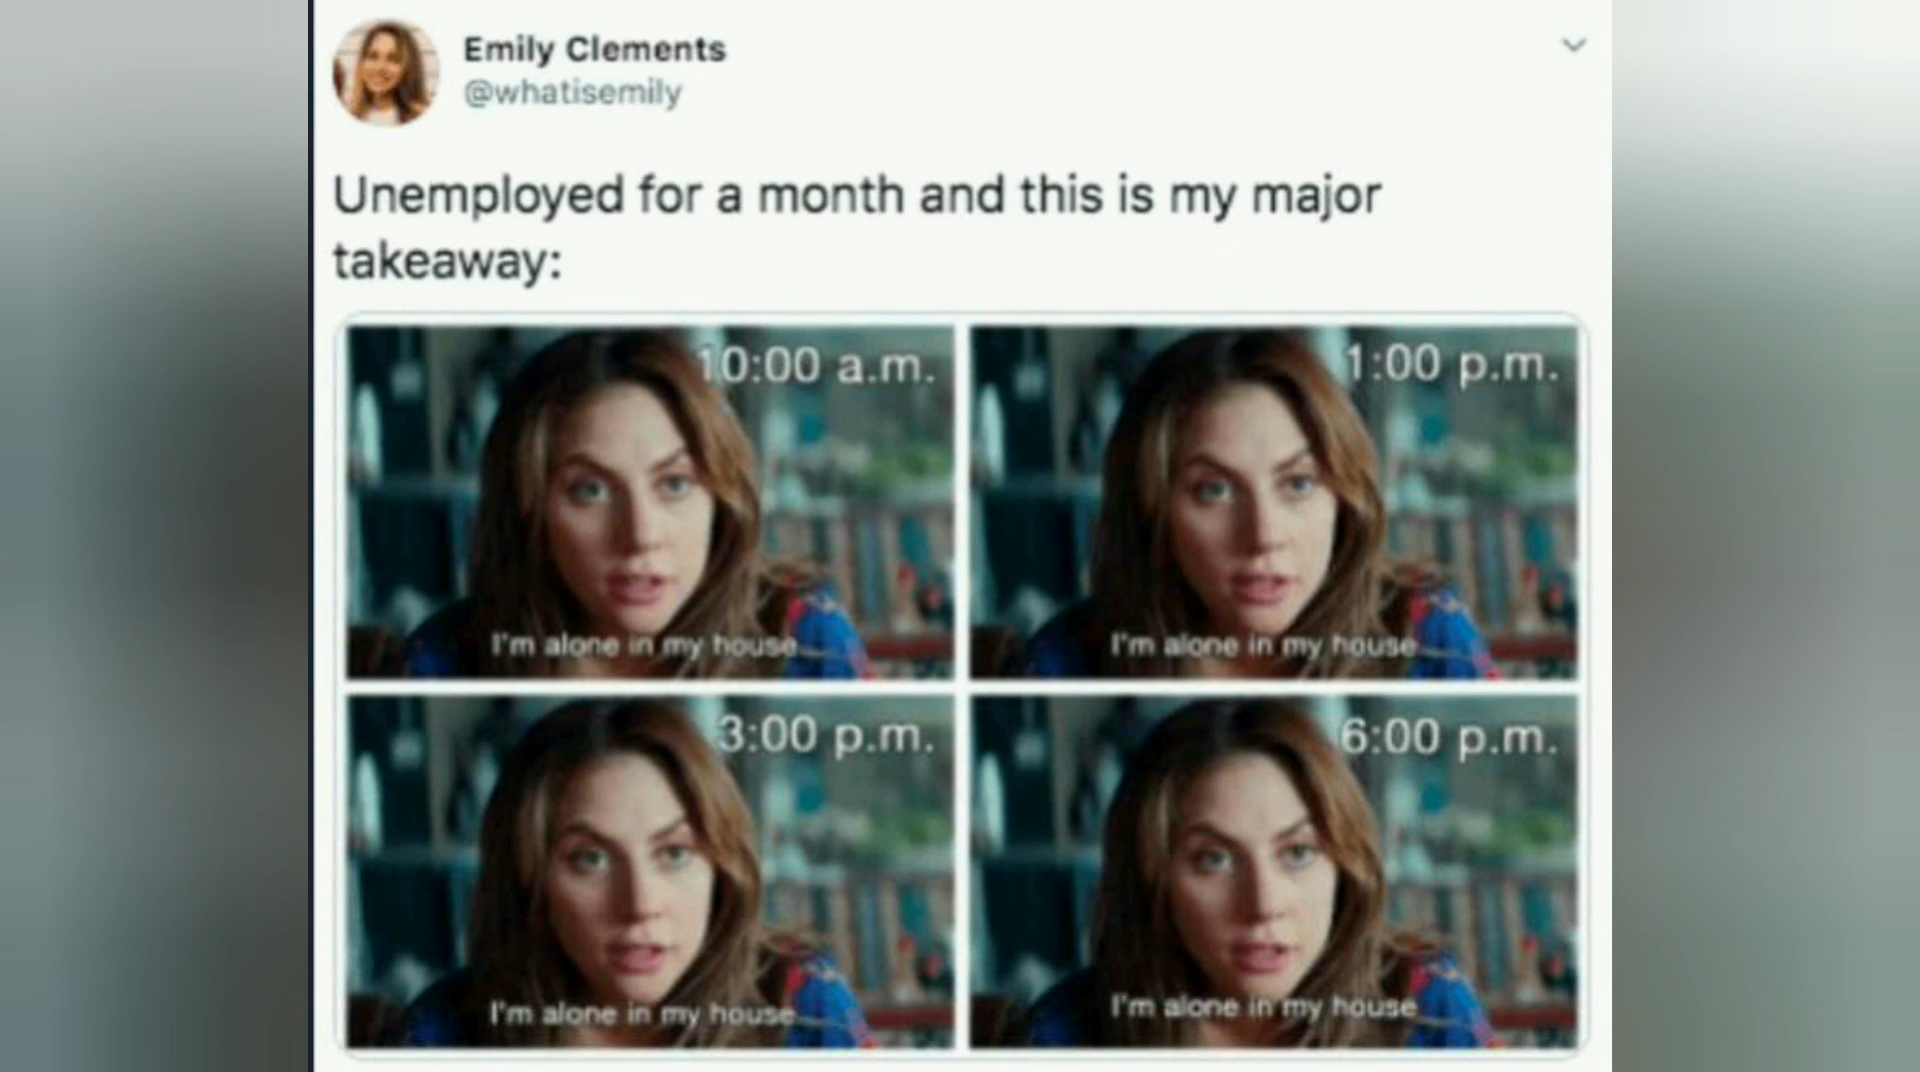 Emily Clements
@whatisemily
Unemployed for a month and this is my major
takeaway:
10:00 a.m.
I'm alone in my house
1:00 p.m.
I'm alone in my house
3:00 p.m.
I'm alone in my house
6:00 p.m.
I'm alone in my house